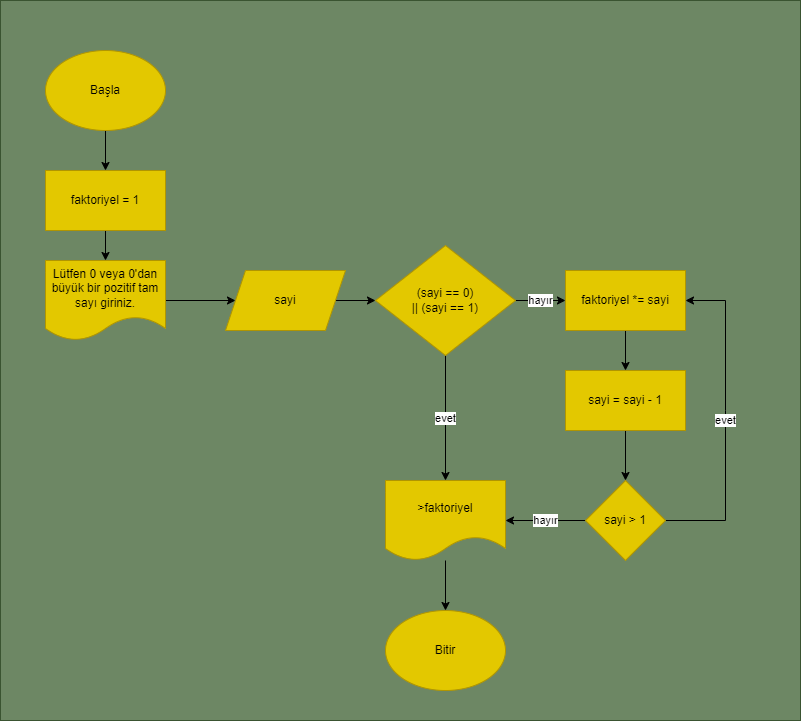 Başla
faktoriyel = 1
Lütfen 0 veya 0'dan
büyük bir pozitif tam
sayı giriniz.
sayi
(sayi == 0)
|| (sayi == 1)
hayır
faktoriyel *= sayi
sayi = sayi - 1
evet
evet
>faktoriyel
hayır
sayi > 1
Bitir